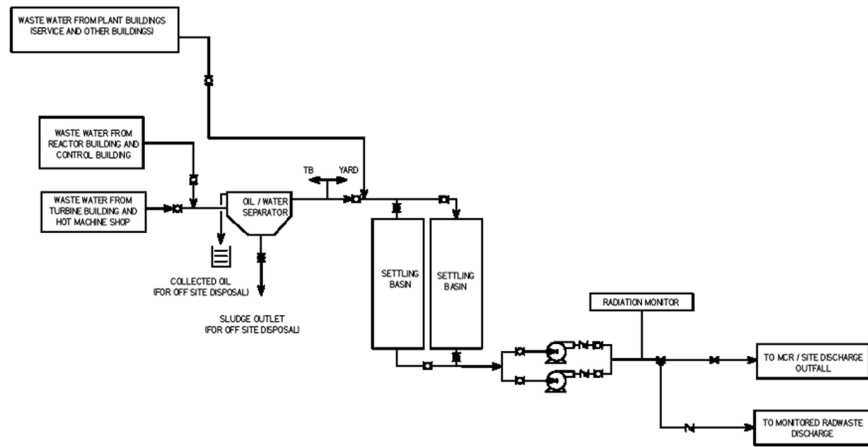 WASTE WATER FROM PLANT BUILDINGS
(SERVICE AND OTHER BUILDINGS)
WASTE WATER FROM
REACTOR BUILDING AND
CONTROL BUILDING
WASTE WATER FROM
TURBINE BUILDING AND
HOT MACHINE SHOP
OIL / WATER
SEPARATOR
TB YARD
COLLECTED OIL
(FOR OFF SITE DISPOSAL)
SLUDGE OUTLET
(FOR OFF SITE DISPOSAL)
SETTLING
BASIN
SETTLING
BASIN
RADIATION MONITOR
TO MCR / SITE DISCHARGE
OUTFALL
TO MONITORED RADWASTE
DISCHARGE